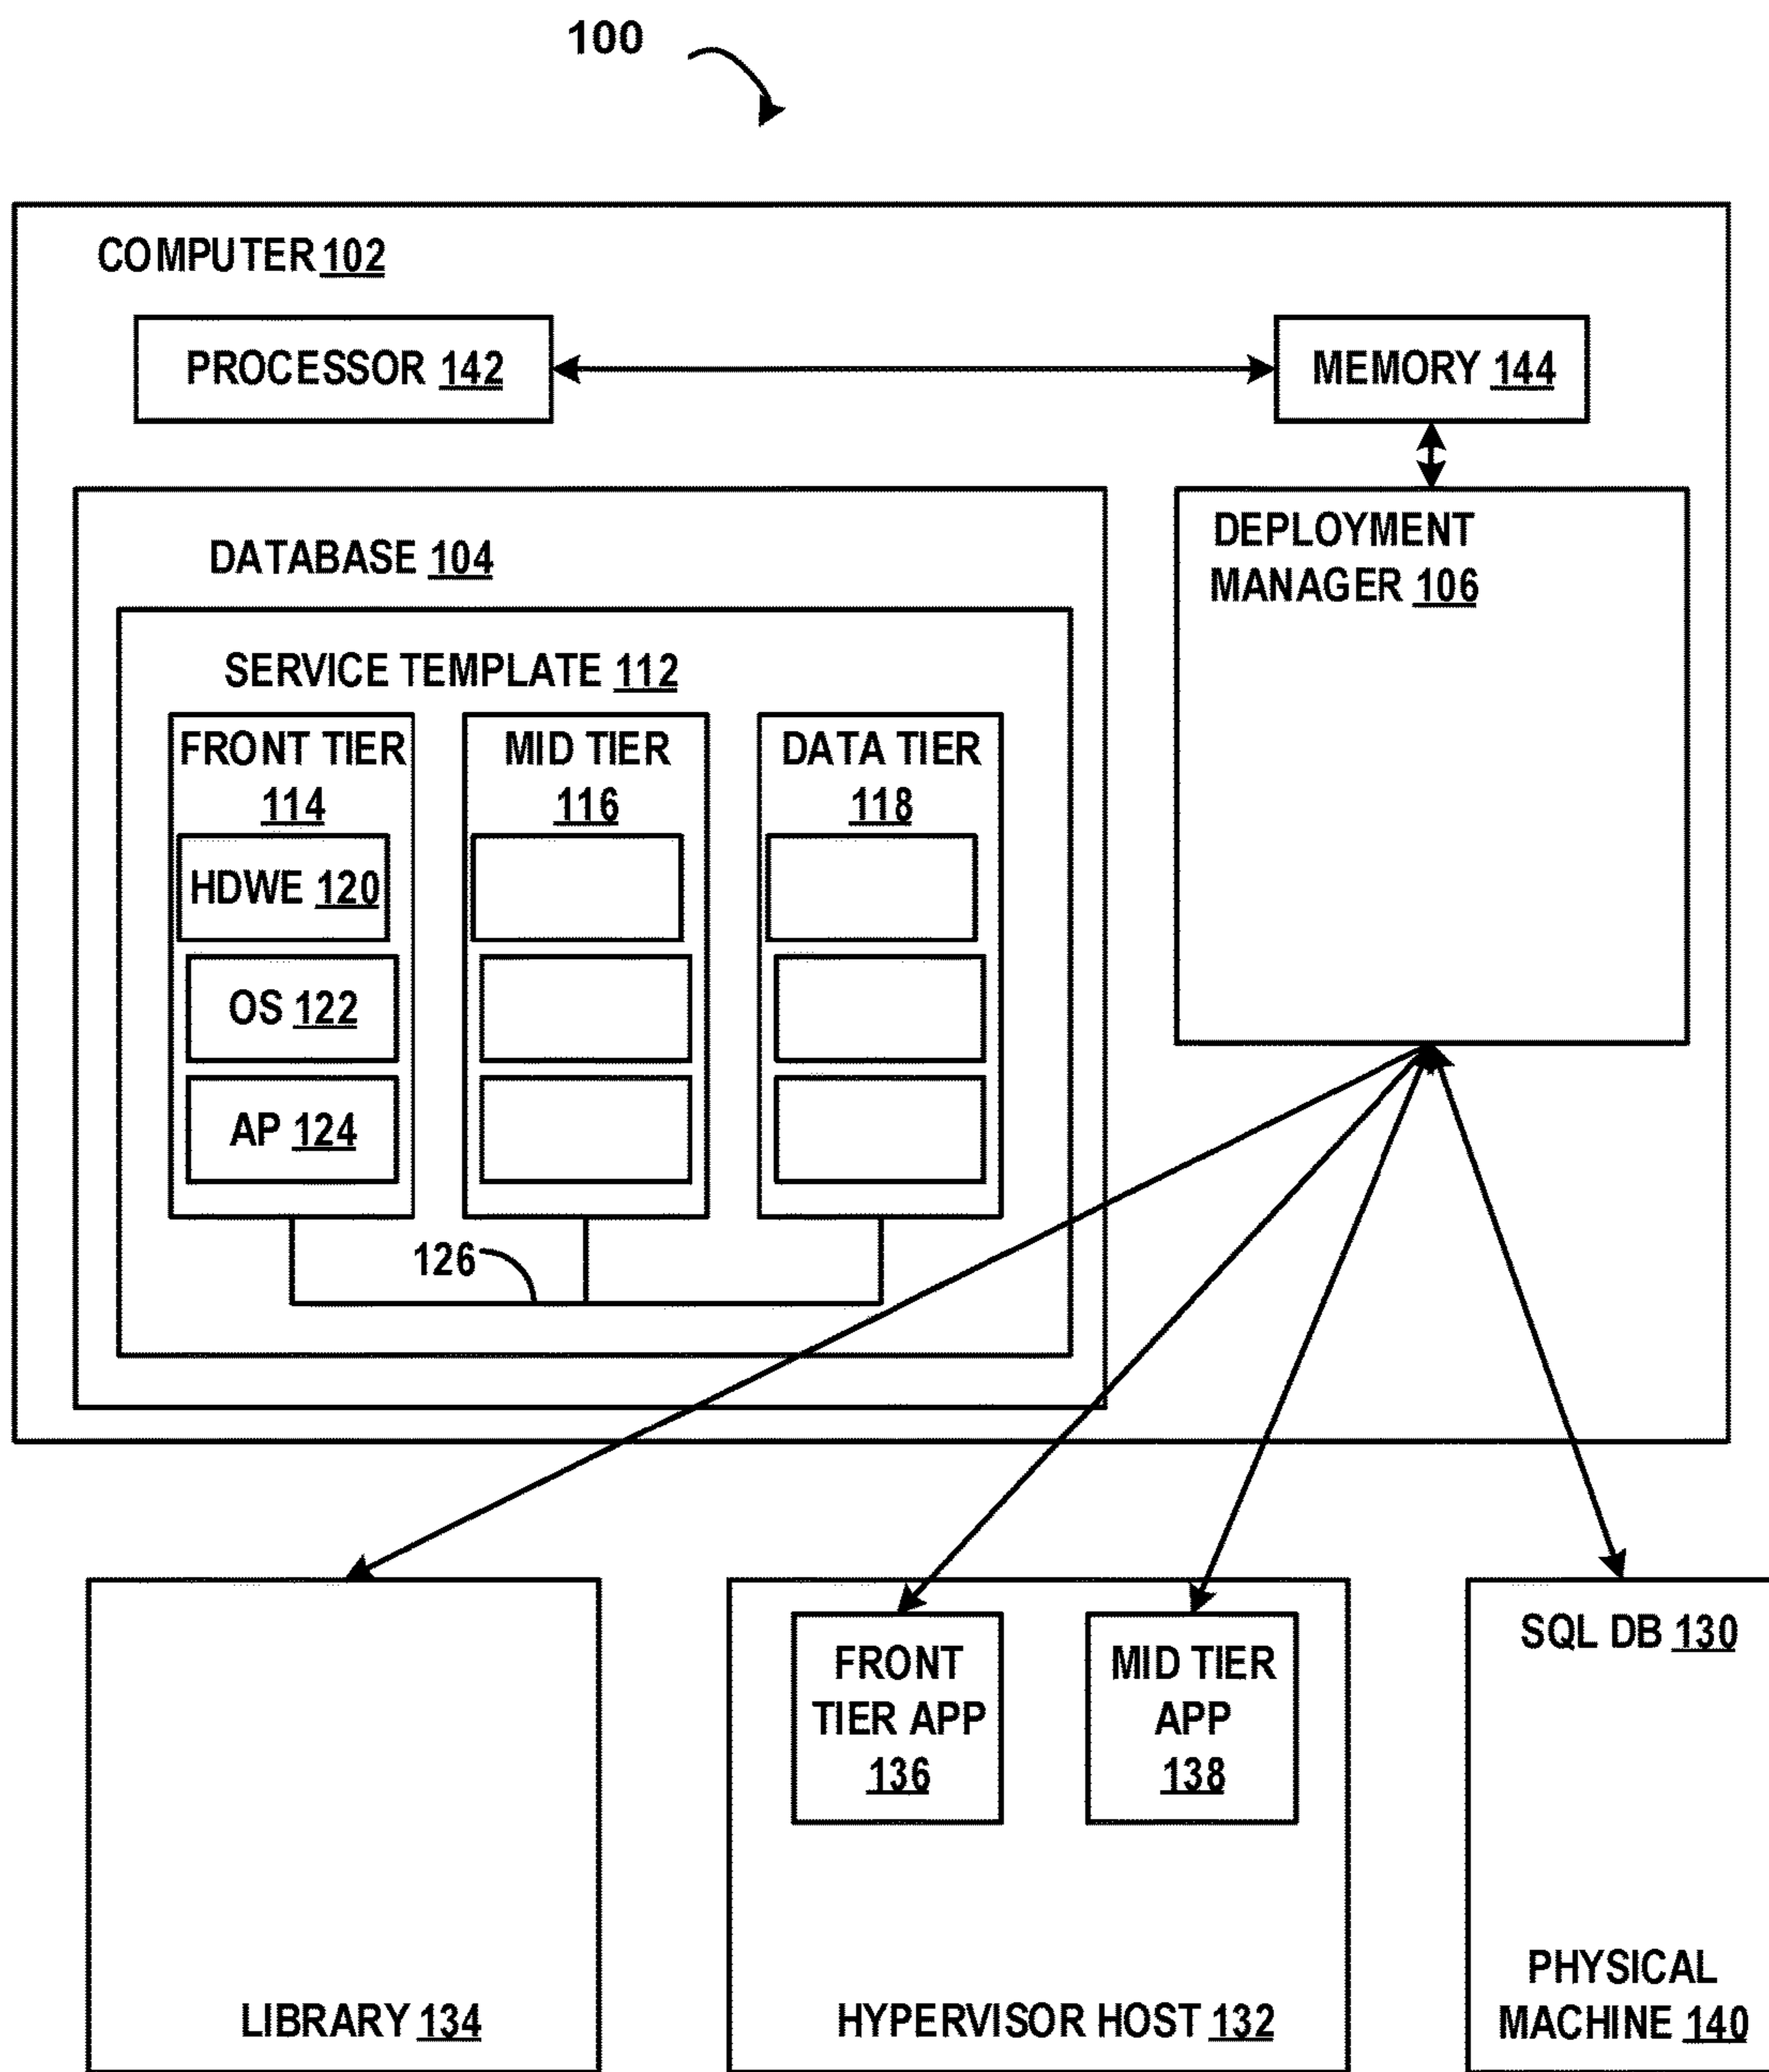 100
COMPUTER 102
PROCESSOR 142
MEMORY 144
DATABASE 104
DEPLOYMENT
MANAGER 106
SERVICE TEMPLATE 112
FRONT TIER
114
MID TIER
116
DATA TIER
118
HDWE 120
OS 122
AP 124
126
FRONT
TIER APP
136
MID TIER
APP
138
SQL DB 130
LIBRARY 134
HYPERVISOR HOST 132
PHYSICAL
MACHINE 140